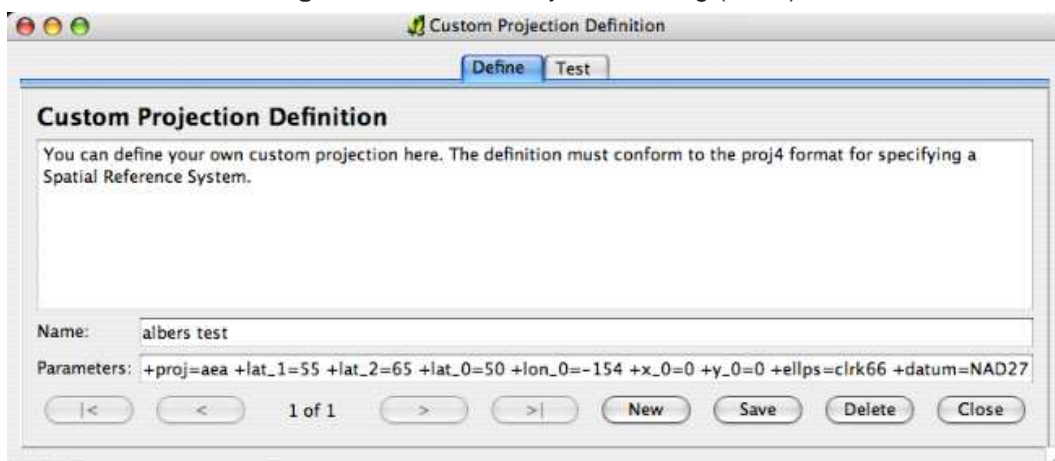 Custom Projection Definition
Define Test
Custom Projection Definition
You can define your own custom projection here. The definition must conform to the proj4 format for specifying a
Spatial Reference System.
Name: albers test
Parameters: +proj=aea +lat_1=55 +lat_2=65 +lat_0=50 +lon_0=-154 +x_0=0 +y_0=0 +ellps=clrk66 +datum=NAD27
|< < 1 of 1 > >| New Save Delete Close